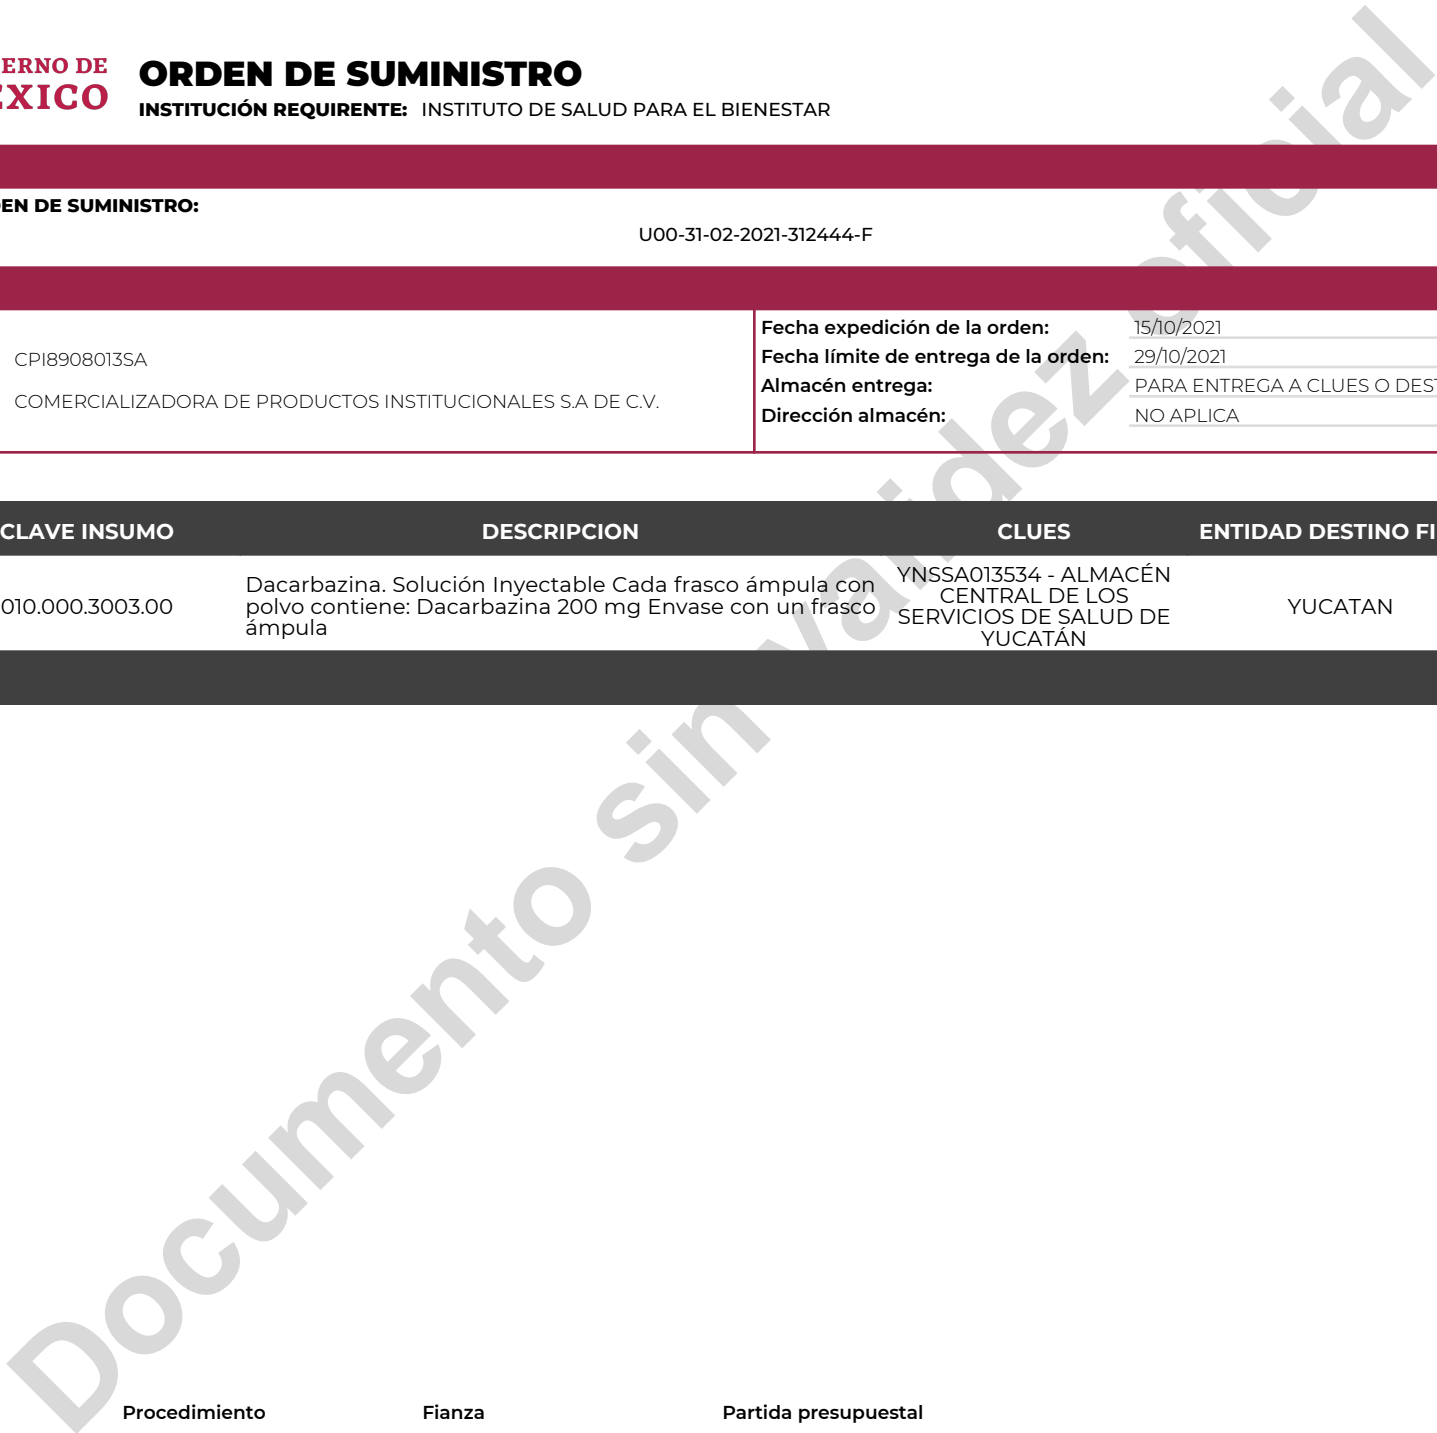 ERNO DE
ÉXICO
ORDEN DE SUMINISTRO
INSTITUCIÓN REQUIRENTE: INSTITUTO DE SALUD PARA EL BIENESTAR
EN DE SUMINISTRO:
U00-31-02-2021-312444-F
CPI8908013SA
COMERCIALIZADORA DE PRODUCTOS INSTITUCIONALES S.A DE C.V.
Fecha expedición de la orden: 15/10/2021
Fecha límite de entrega de la orden: 29/10/2021
Almacén entrega: PARA ENTREGA A CLUES O DEST
Dirección almacén: NO APLICA
CLAVE INSUMO DESCRIPCION CLUES ENTIDAD DESTINO FI
010.000.3003.00
Dacarbazina. Solución Inyectable Cada frasco ámpula con
polvo contiene: Dacarbazina 200 mg Envase con un frasco
ámpula
YNSSA013534 - ALMACÉN
CENTRAL DE LOS
SERVICIOS DE SALUD DE
YUCATÁN
YUCATAN
Documento sin validez oficial
Procedimiento Fianza Partida presupuestal